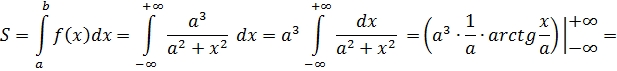 S = ∫_a^b f(x)dx = ∫_{-∞}^{+∞} a³/(a² + x²) dx = a³ ∫_{-∞}^{+∞} dx/(a² + x²) = (a³ · 1/a · arctg x/a)|_{-∞}^{+∞} =